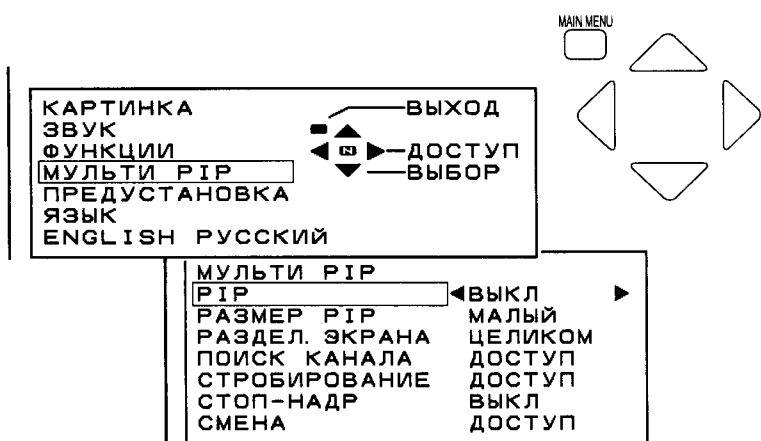 MAIN MENU
КАРТИНКА
ВЫХОД
ЗВУК
ФУНКЦИИ
ДОСТУП
МУЛЬТИ PIP
ВЫБОР
ПРЕДУСТАНОВКА
ЯЗЫК
ENGLISH РУССКИЙ
МУЛЬТИ PIP
PIP ◀ВЫКЛ ▶
РАЗМЕР PIP МАЛЫЙ
РАЗДЕЛ. ЭКРАНА ЦЕЛИКОМ
ПОИСК КАНАЛА ДОСТУП
СТРОБИРОВАНИЕ ДОСТУП
СТОП-НАДР ВЫКЛ
СМЕНА ДОСТУП